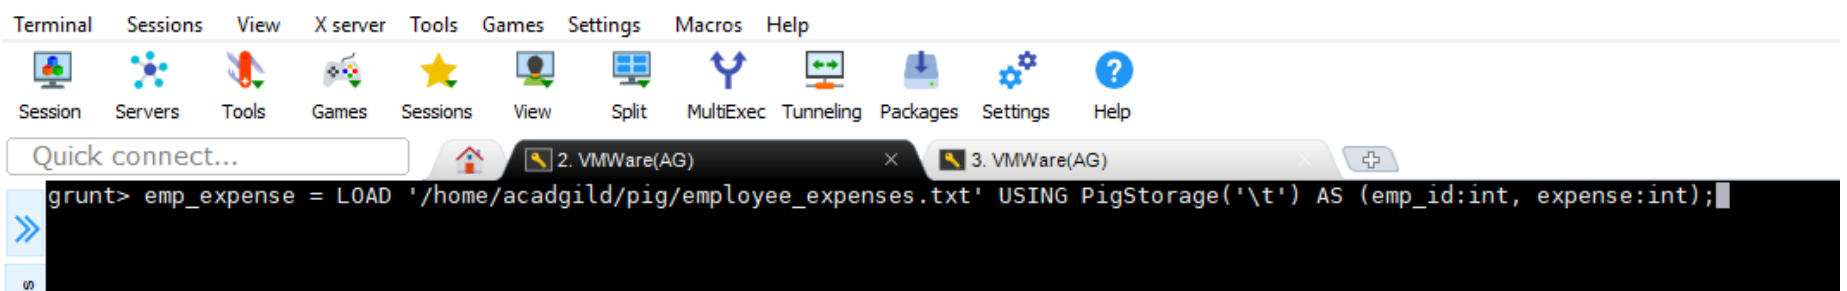 Terminal Sessions View X server Tools Games Settings Macros Help
Session Servers Tools Games Sessions View Split MultiExec Tunneling Packages Settings Help
Quick connect... 2. VMWare(AG) 3. VMWare(AG)
grunt> emp_expense = LOAD '/home/acadgild/pig/employee_expenses.txt' USING PigStorage('\t') AS (emp_id:int, expense:int);
s